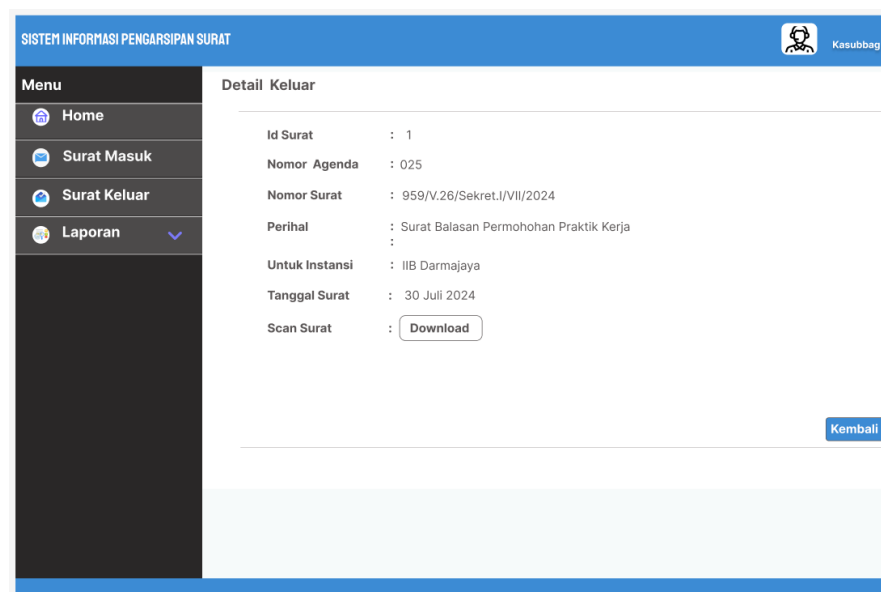 SISTEM INFORMASI PENGARSIPAN SURAT
Kasubbag
Menu
Home
Surat Masuk
Surat Keluar
Laporan
Detail Keluar
Id Surat : 1
Nomor Agenda : 025
Nomor Surat : 959/V.26/Sekret.I/VII/2024
Perihal : Surat Balasan Permohohan Praktik Kerja
:
Untuk Instansi : IIB Darmajaya
Tanggal Surat : 30 Juli 2024
Scan Surat : Download
Kembali